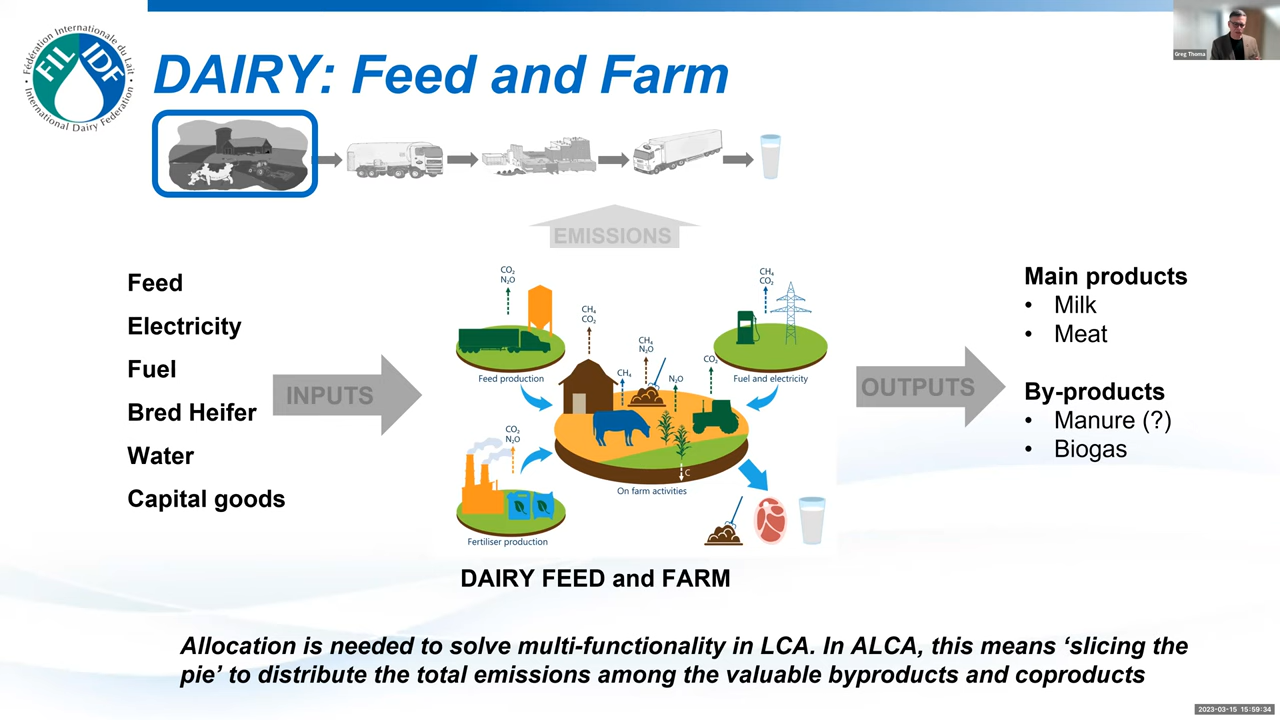 Fédération Internationale du Lait
FIL IDF
International Dairy Federation
DAIRY: Feed and Farm
Greg Thoma
EMISSIONS
Feed
Electricity
Fuel
Bred Heifer
Water
Capital goods
INPUTS
CO₂
N₂O
CH₄
CO₂
CH₄
N₂O
CH₄
N₂O
CO₂
CH₄
CO₂
Feed production
Fuel and electricity
CO₂
N₂O
C
On farm activities
Fertiliser production
OUTPUTS
Main products
• Milk
• Meat
By-products
• Manure (?)
• Biogas
DAIRY FEED and FARM
Allocation is needed to solve multi-functionality in LCA. In ALCA, this means ‘slicing the
pie’ to distribute the total emissions among the valuable byproducts and coproducts
2023-03-15 15:59:34